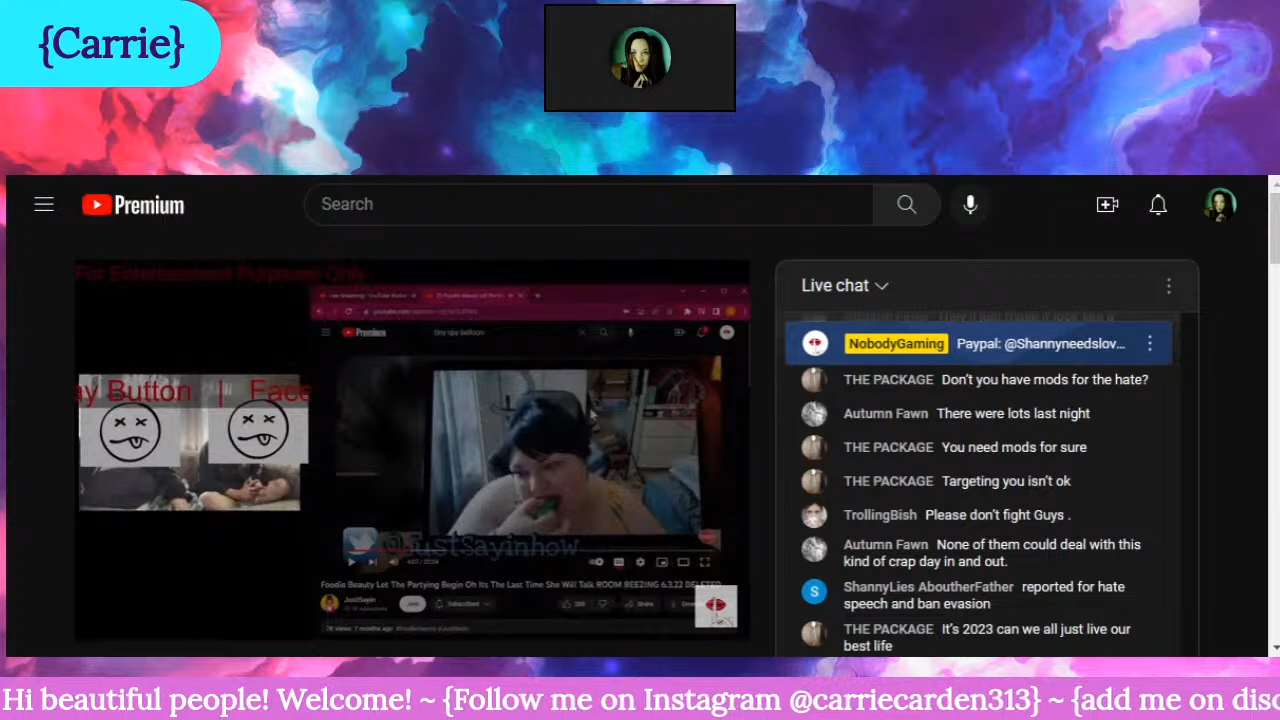 {Carrie}
Premium
Search
For Entertainment Purposes Only
ay Button | Face
Premium
tiny spy balloon
@JustSayinhow
Foodie Beauty Let The Partying Begin Oh Its The Last Time She Will Talk ROOM BEEZING 6.3.22 DELETED
JustSayin
Join
Subscribed
Share
Live chat
NobodyGaming Paypal: @Shannyneedslov...
THE PACKAGE Don't you have mods for the hate?
Autumn Fawn There were lots last night
THE PACKAGE You need mods for sure
THE PACKAGE Targeting you isn't ok
TrollingBish Please don't fight Guys .
Autumn Fawn None of them could deal with this
kind of crap day in and out.
S
ShannyLies AboutherFather reported for hate
speech and ban evasion
THE PACKAGE It's 2023 can we all just live our
best life
Hi beautiful people! Welcome! ~ {Follow me on Instagram @carriecarden313} ~ {add me on disc